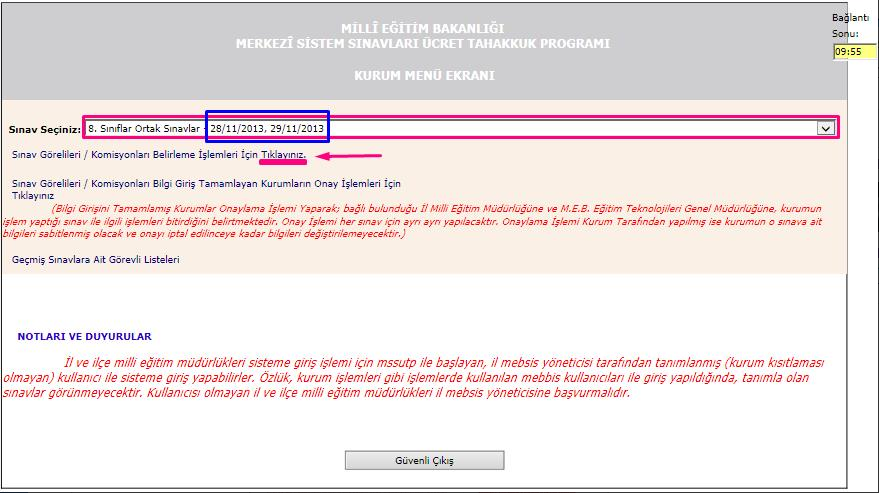 MİLLÎ EĞİTİM BAKANLIĞI
MERKEZÎ SİSTEM SINAVLARI ÜCRET TAHAKKUK PROGRAMI
KURUM MENÜ EKRANI
Bağlantı
Sonu:
09:55
Sınav Seçiniz: 8. Sınıflar Ortak Sınavlar - 28/11/2013, 29/11/2013
Sınav Görelileri / Komisyonları Belirleme İşlemleri İçin Tıklayınız.
Sınav Görelileri / Komisyonları Bilgi Giriş Tamamlayan Kurumların Onay İşlemleri İçin
Tıklayınız
(Bilgi Girişini Tamamlamış Kurumlar Onaylama İşlemi Yaparak; bağlı bulunduğu İl Milli Eğitim Müdürlüğüne ve M.E.B. Eğitim Teknolojileri Genel Müdürlüğüne, kurumun
işlem yaptığı sınav ile ilgili işlemleri bitirdiğini belirtmektedir. Onay İşlemi her sınav için ayrı ayrı yapılacaktır. Onaylama İşlemi Kurum Tarafından yapılmış ise kurumun o sınava ait
bilgileri sabitlenmiş olacak ve onayı iptal edilinceye kadar bilgileri değiştirilemeyecektir.)
Geçmiş Sınavlara Ait Görevli Listeleri
NOTLARI VE DUYURULAR
İl ve ilçe milli eğitim müdürlükleri sisteme giriş işlemi için mssutp ile başlayan, il mebsis yöneticisi tarafından tanımlanmış (kurum kısıtlaması
olmayan) kullanıcı ile sisteme giriş yapabilirler. Özlük, kurum işlemleri gibi işlemlerde kullanılan mebbis kullanıcıları ile giriş yapıldığında, tanımla olan
sınavlar görünmeyecektir. Kullanıcısı olmayan il ve ilçe milli eğitim müdürlükleri il mebsis yöneticisine başvurmalıdır.
Güvenli Çıkış